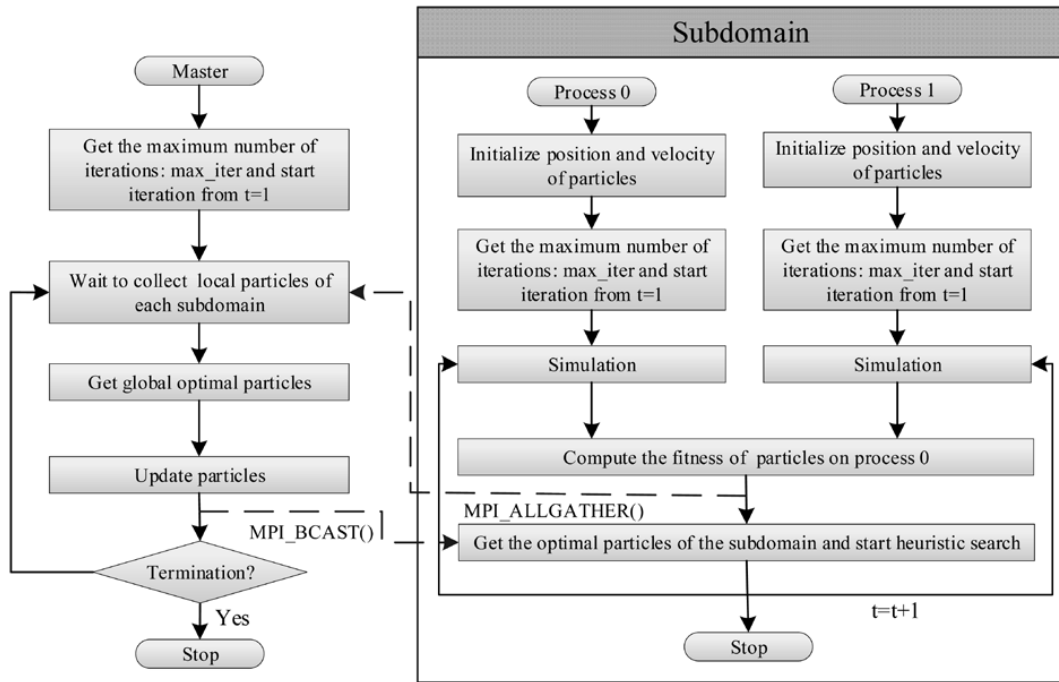 Subdomain
Master
Get the maximum number of
iterations: max_iter and start
iteration from t=1
Wait to collect local particles of
each subdomain
Get global optimal particles
Update particles
MPI_BCAST()
Termination?
Yes
Stop
Process 0
Initialize position and velocity
of particles
Get the maximum number of
iterations: max_iter and start
iteration from t=1
Simulation
Process 1
Initialize position and velocity
of particles
Get the maximum number of
iterations: max_iter and start
iteration from t=1
Simulation
Compute the fitness of particles on process 0
MPI_ALLGATHER()
Get the optimal particles of the subdomain and start heuristic search
t=t+1
Stop